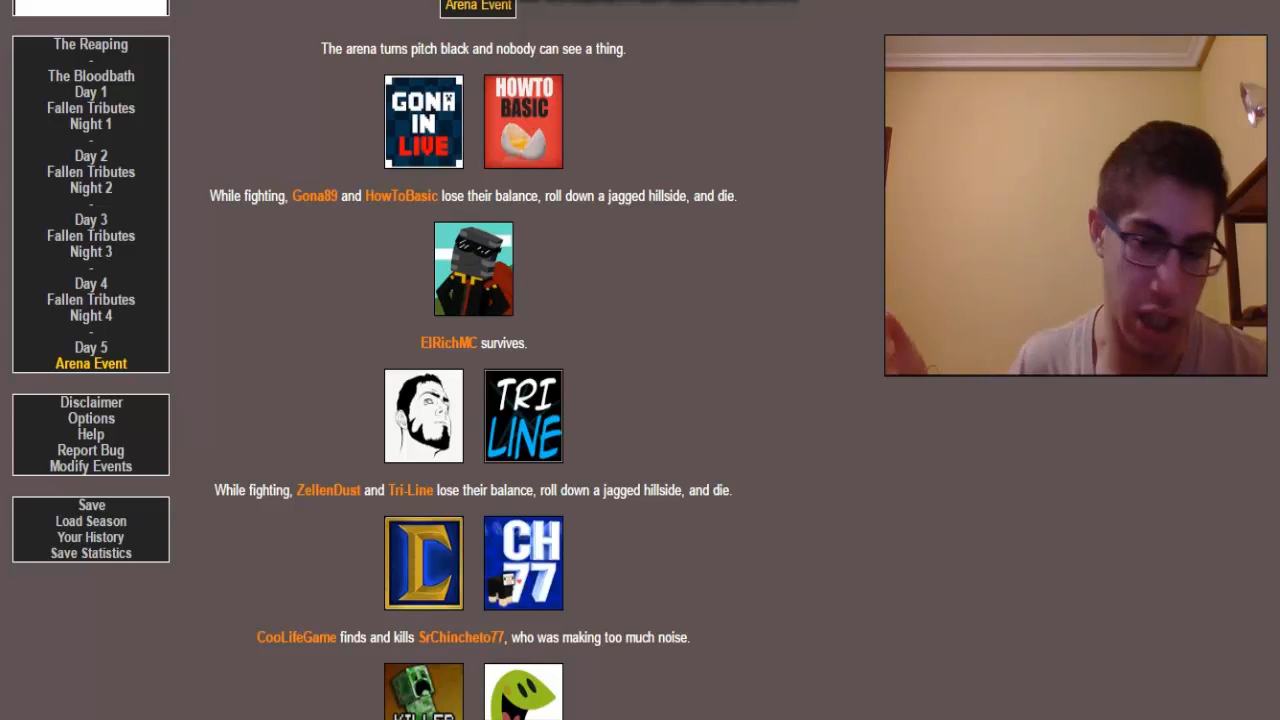 Arena Event
The Reaping
-
The Bloodbath
Day 1
Fallen Tributes
Night 1
-
Day 2
Fallen Tributes
Night 2
-
Day 3
Fallen Tributes
Night 3
-
Day 4
Fallen Tributes
Night 4
-
Day 5
Arena Event
Disclaimer
Options
Help
Report Bug
Modify Events
Save
Load Season
Your History
Save Statistics
The arena turns pitch black and nobody can see a thing.
GONA
IN
LIVE
HOWTO
BASIC
While fighting, Gona89 and HowToBasic lose their balance, roll down a jagged hillside, and die.
ElRichMC survives.
TRI
LINE
While fighting, ZellenDust and Tri-Line lose their balance, roll down a jagged hillside, and die.
C
CH
77
CooLifeGame finds and kills SrChincheto77, who was making too much noise.
KILLER